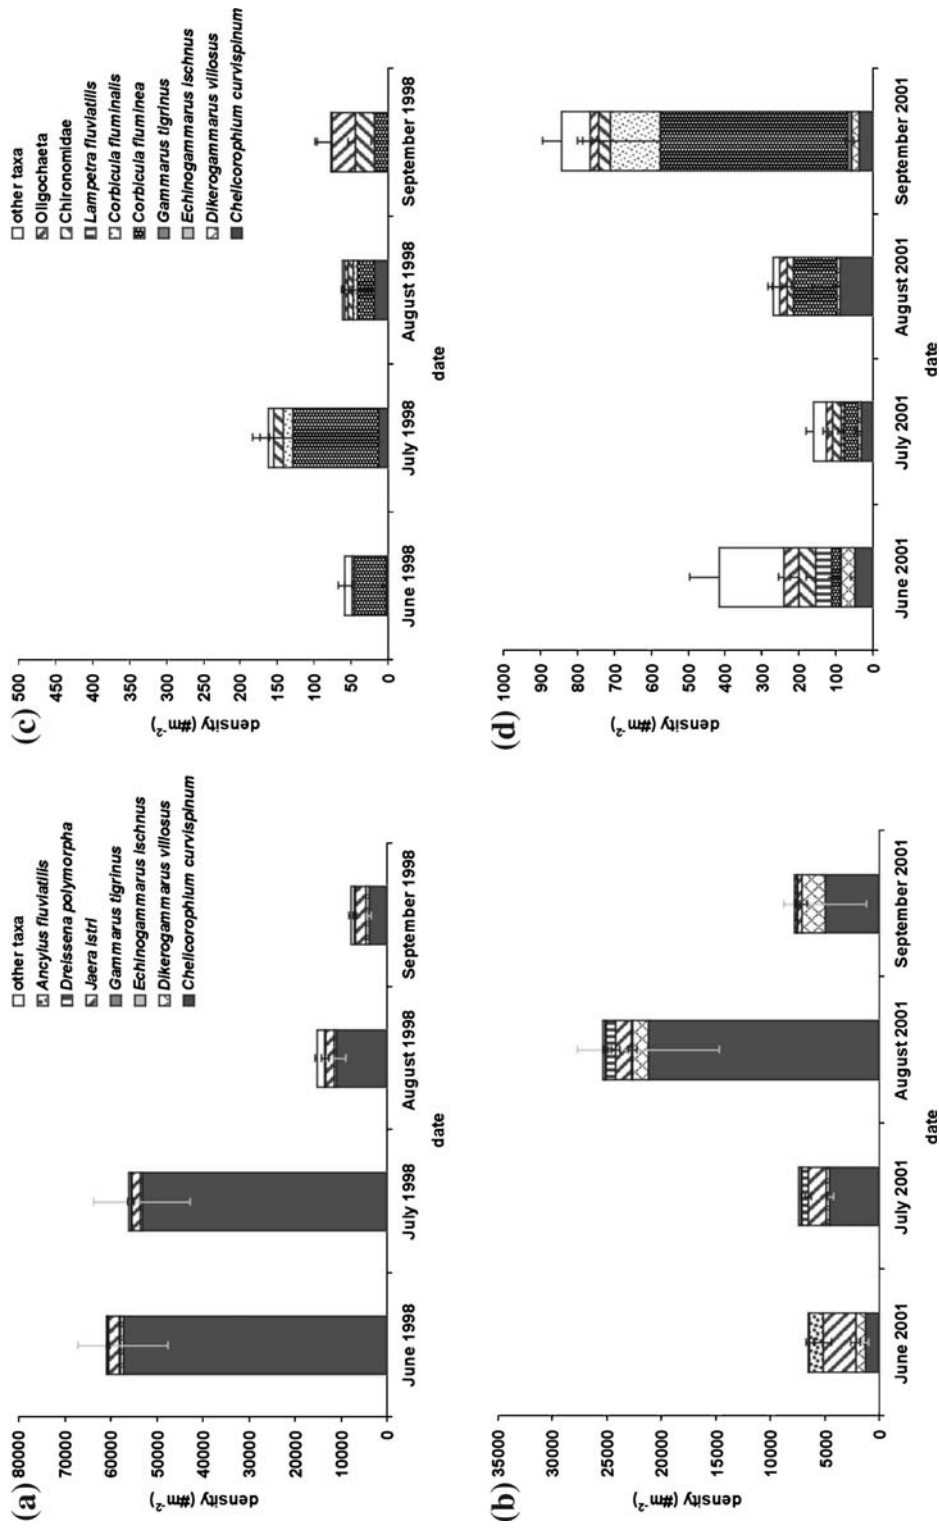 (a)
density (#m-2)
80000
70000
60000
50000
40000
30000
20000
10000
0
June 1998
July 1998
August 1998
September 1998
date
other taxa
Ancylus fluviatilis
Dreissena polymorpha
Jaera istri
Gammarus tigrinus
Echinogammarus ischnus
Dikerogammarus villosus
Chelicorophium curvispinum
(b)
density (#m-2)
35000
30000
25000
20000
15000
10000
5000
0
June 2001
July 2001
August 2001
September 2001
date
(c)
density (#m-2)
500
450
400
350
300
250
200
150
100
50
0
June 1998
July 1998
August 1998
September 1998
date
other taxa
Oligochaeta
Chironomidae
Lampetra fluviatilis
Corbicula fluminalis
Corbicula fluminea
Gammarus tigrinus
Echinogammarus ischnus
Dikerogammarus villosus
Chelicorophium curvispinum
(d)
density (#m-2)
1000
900
800
700
600
500
400
300
200
100
0
June 2001
July 2001
August 2001
September 2001
date